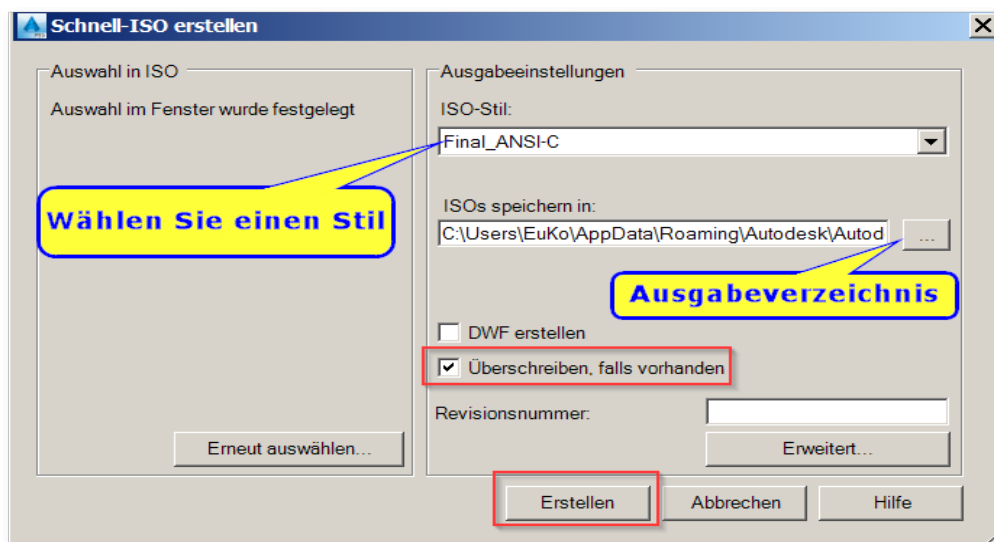 Schnell-ISO erstellen
Auswahl in ISO
Auswahl im Fenster wurde festgelegt
Wählen Sie einen Stil
Erneut auswählen...
Ausgabeeinstellungen
ISO-Stil:
Final_ANSI-C
ISOs speichern in:
C:\Users\EuKo\AppData\Roaming\Autodesk\Autod
...
Ausgabeverzeichnis
DWF erstellen
Überschreiben, falls vorhanden
Revisionsnummer:
Erweitert...
Erstellen
Abbrechen
Hilfe